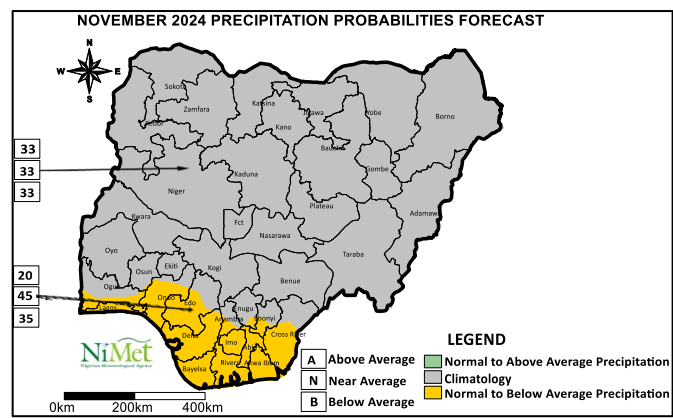 NOVEMBER 2024 PRECIPITATION PROBABILITIES FORECAST
N
W E
S
Sokoto
Zamfara
Katsina
Kano
Jigawa
Yobe
Borno
Bauchi
Gombe
33
33
33
Kaduna
Niger
Plateau
Adamawa
Kwara
Fct
Nasarawa
Taraba
Oyo
Osun
Ekiti
Kogi
Benue
20
45
35
Ogun
Lagos
Ondo
Edo
Enugu
Anambra
Ebonyi
Cross River
Delta
Imo
Abia
Bayelsa
Rivers
Akwa Ibom
NiMet
Nigerian Meteorological Agency
0km 200km 400km
A Above Average
N Near Average
B Below Average
LEGEND
Normal to Above Average Precipitation
Climatology
Normal to Below Average Precipitation